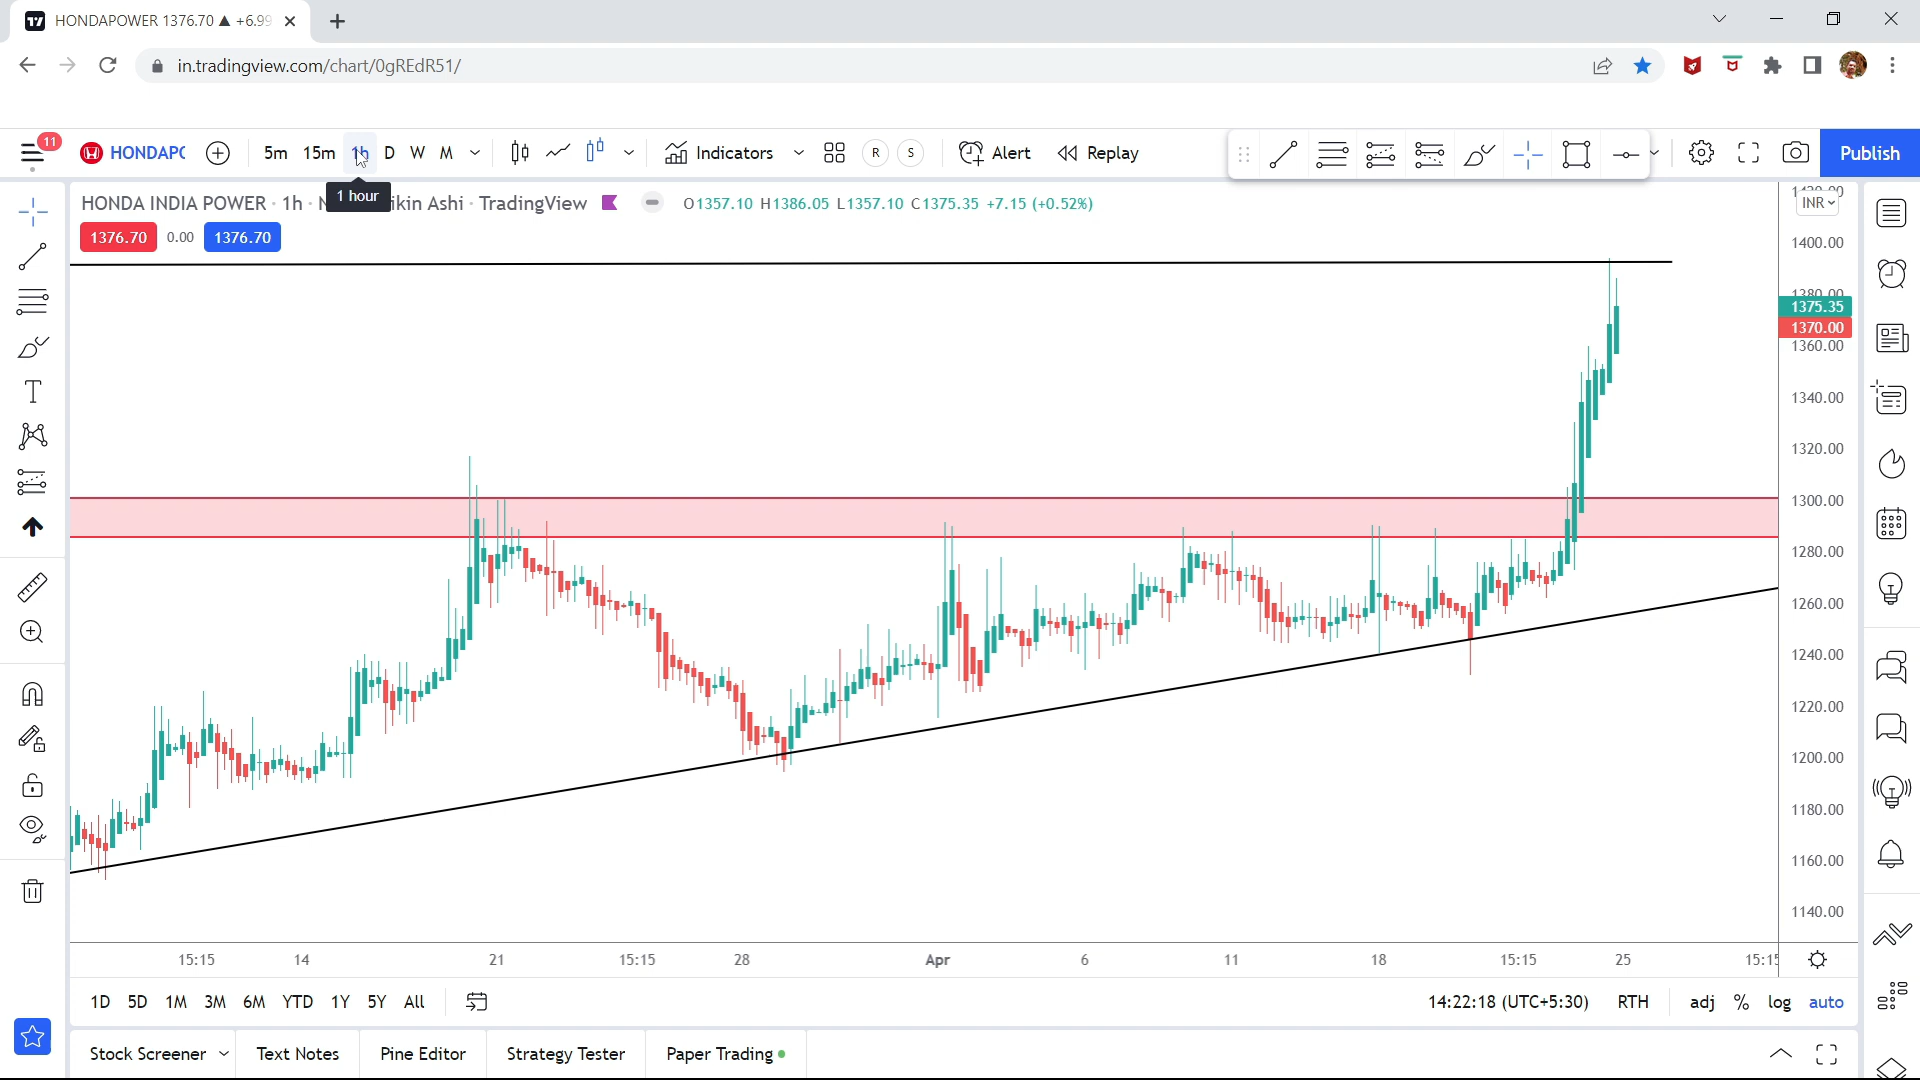 HONDAPOWER 1376.70 ▲ +6.99
in.tradingview.com/chart/0gREdR51/
11
HONDAPC
5m 15m 1h D W M
Indicators
R S
Alert
Replay
Publish
1 hour
HONDA INDIA POWER · 1h · N ikin Ashi · TradingView
O1357.10 H1386.05 L1357.10 C1375.35 +7.15 (+0.52%)
1376.70 0.00 1376.70
INR
1400.00
1380.00
1375.35
1370.00
1360.00
1340.00
1320.00
1300.00
1280.00
1260.00
1240.00
1220.00
1200.00
1180.00
1160.00
1140.00
15:15 14 21 15:15 28 Apr 6 11 18 15:15 25 15:15
1D 5D 1M 3M 6M YTD 1Y 5Y All
14:22:18 (UTC+5:30) RTH adj % log auto
Stock Screener Text Notes Pine Editor Strategy Tester Paper Trading